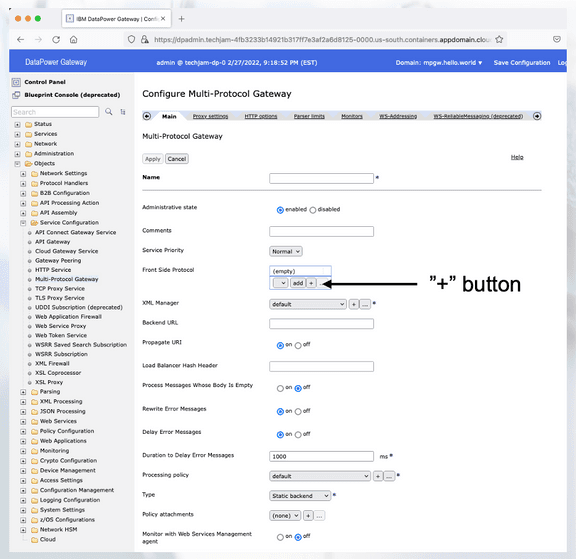 IBM DataPower Gateway | Confi
https://dpadmin.techjam-4fb3233b14921b317ff7e3af2a6d8125-0000.us-south.containers.appdomain.clou
DataPower Gateway
admin @ techjam-dp-0 2/27/2022, 9:18:52 PM (EST)
Domain: mpgw.hello.world
Save Configuration
Control Panel
Blueprint Console (deprecated)
Search
Status
Services
Network
Administration
Objects
Network Settings
Protocol Handlers
B2B Configuration
API Processing Action
API Assembly
Service Configuration
API Connect Gateway Service
API Gateway
Cloud Gateway Service
Gateway Peering
HTTP Service
Multi-Protocol Gateway
TCP Proxy Service
TLS Proxy Service
UDDI Subscription (deprecated)
Web Application Firewall
Web Service Proxy
Web Token Service
WSRR Saved Search Subscription
WSRR Subscription
XML Firewall
XSL Coprocessor
XSL Proxy
Parsing
XML Processing
JSON Processing
Web Services
Policy Configuration
Web Applications
Monitoring
Crypto Configuration
Device Management
Access Settings
Configuration Management
Logging Configuration
System Settings
z/OS Configurations
Network HSM
Cloud
Configure Multi-Protocol Gateway
Main Proxy settings HTTP options Parser limits Monitors WS-Addressing WS-ReliableMessaging (deprecated)
Multi-Protocol Gateway
Apply Cancel
Help
Name *
Administrative state enabled disabled
Comments
Service Priority Normal
Front Side Protocol (empty)
add +
"+" button
XML Manager default + ... *
Backend URL
Propagate URI on off
Load Balancer Hash Header
Process Messages Whose Body Is Empty on off
Rewrite Error Messages on off
Delay Error Messages on off
Duration to Delay Error Messages 1000 ms *
Processing policy default + ... *
Type Static backend *
Policy attachments (none) + ...
Monitor with Web Services Management on off
agent